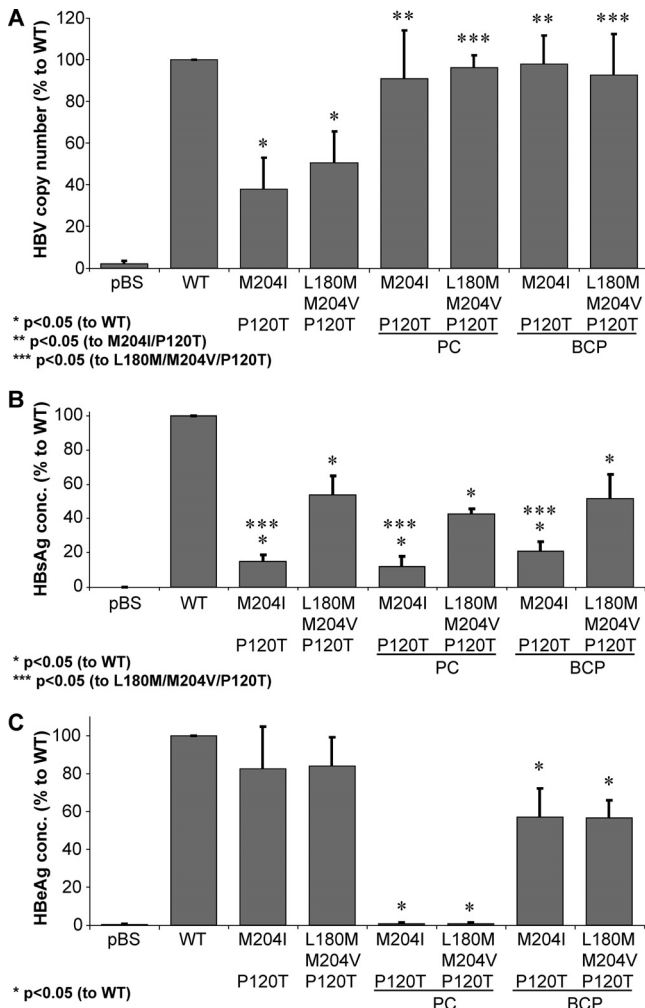 A
HBV copy number (% to WT)
120
100
80
60
40
20
0
** *** ** ***
* *
pBS WT M204I L180M M204I L180M M204I L180M
M204V M204V M204V
P120T P120T P120T P120T P120T P120T
PC BCP
* p<0.05 (to WT)
** p<0.05 (to M204I/P120T)
*** p<0.05 (to L180M/M204V/P120T)
B
HBsAg conc. (% to WT)
100
80
60
40
20
0
* * *
*** *** ***
* * *
pBS WT M204I L180M M204I L180M M204I L180M
M204V M204V M204V
P120T P120T P120T P120T P120T P120T
PC BCP
* p<0.05 (to WT)
*** p<0.05 (to L180M/M204V/P120T)
C
HBeAg conc. (% to WT)
100
80
60
40
20
0
* *
* *
pBS WT M204I L180M M204I L180M M204I L180M
M204V M204V M204V
P120T P120T P120T P120T P120T P120T
PC BCP
* p<0.05 (to WT)